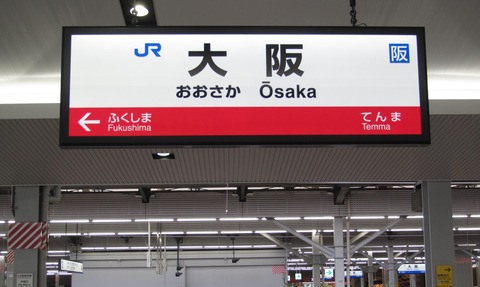 JR 大阪 阪
おおさか Ōsaka
ふくしま てんま
Fukushima Temma